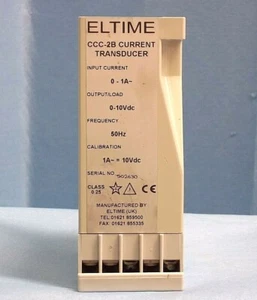 ELTIME
CCC-2B CURRENT
TRANSDUCER
INPUT CURRENT
0 - 1A~
OUTPUT/LOAD
0-10Vdc
FREQUENCY
50Hz
CALIBRATION
1A~ = 10Vdc
SERIAL NO.
CLASS
0.25
CE
MANUFACTURED BY
ELTIME (UK)
TEL 01621 859500
FAX 01621 855335